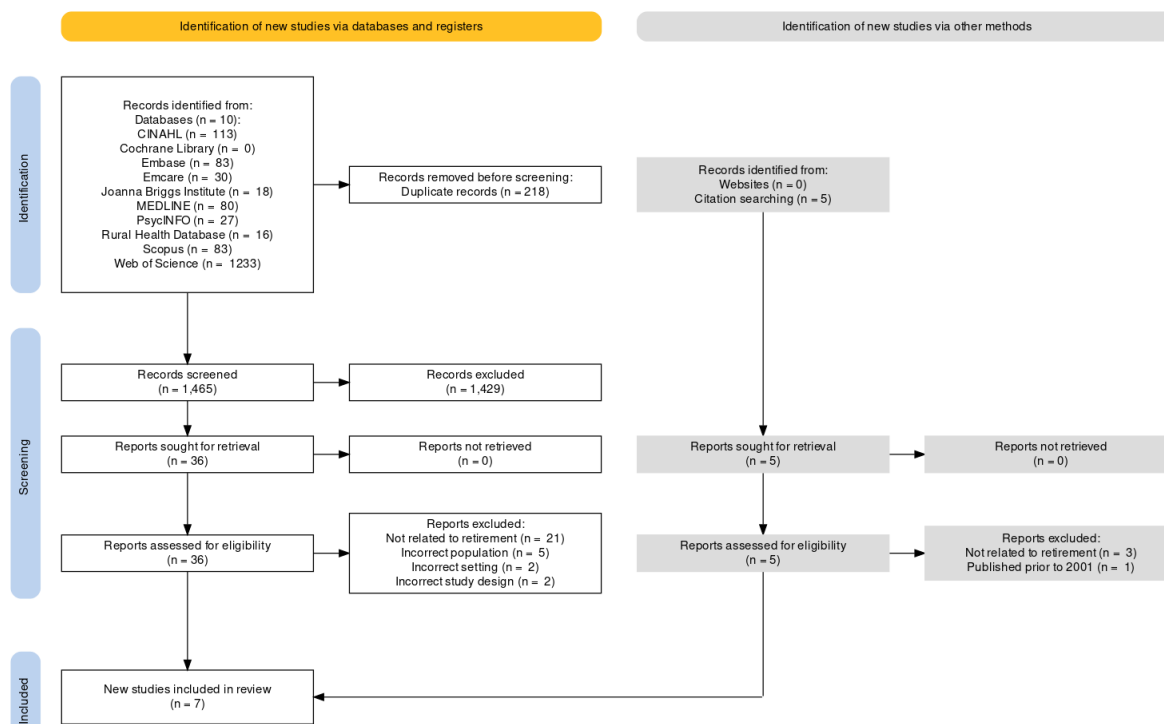 Identification of new studies via databases and registers
Identification of new studies via other methods
Identification
Records identified from:
Databases (n = 10):
CINAHL (n = 113)
Cochrane Library (n = 0)
Embase (n = 83)
Emcare (n = 30)
Joanna Briggs Institute (n = 18)
MEDLINE (n = 80)
PsycINFO (n = 27)
Rural Health Database (n = 16)
Scopus (n = 83)
Web of Science (n = 1233)
Records removed before screening:
Duplicate records (n = 218)
Records identified from:
Websites (n = 0)
Citation searching (n = 5)
Screening
Records screened
(n = 1,465)
Records excluded
(n = 1,429)
Reports sought for retrieval
(n = 36)
Reports not retrieved
(n = 0)
Reports sought for retrieval
(n = 5)
Reports not retrieved
(n = 0)
Reports assessed for eligibility
(n = 36)
Reports excluded:
Not related to retirement (n = 21)
Incorrect population (n = 5)
Incorrect setting (n = 2)
Incorrect study design (n = 2)
Reports assessed for eligibility
(n = 5)
Reports excluded:
Not related to retirement (n = 3)
Published prior to 2001 (n = 1)
Included
New studies included in review
(n = 7)